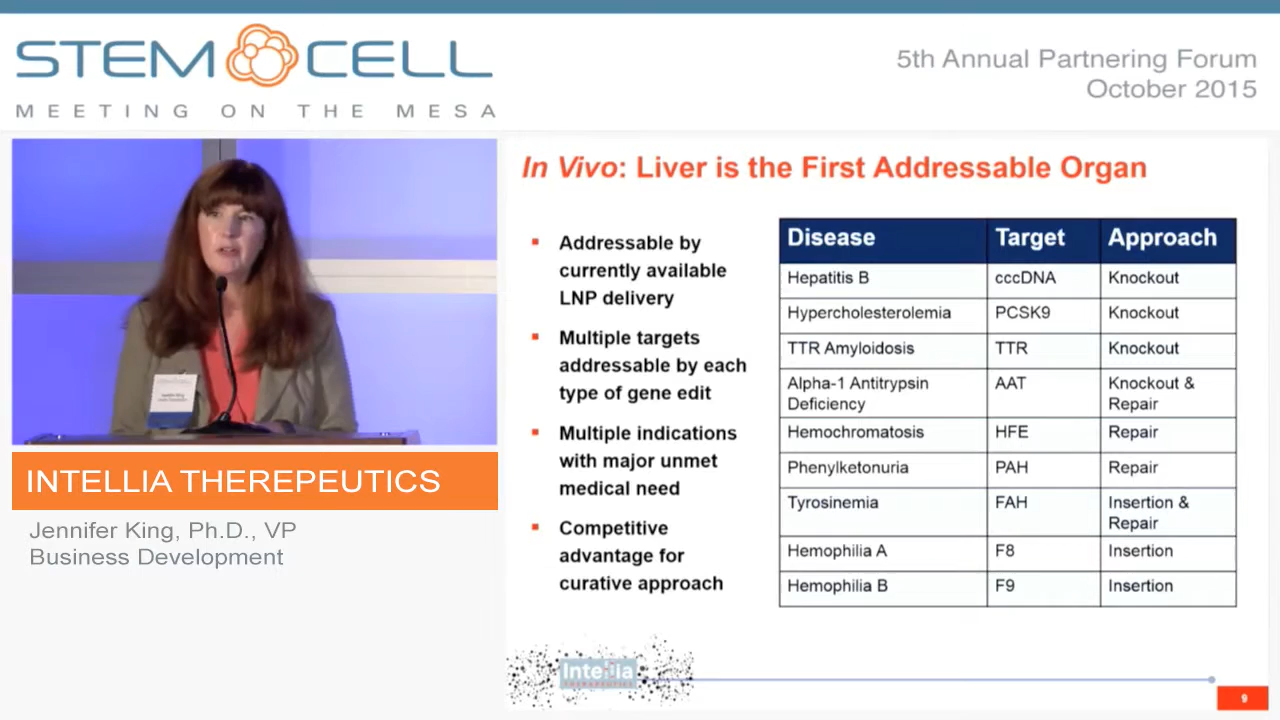 STEM CELL
MEETING ON THE MESA
5th Annual Partnering Forum
October 2015
In Vivo: Liver is the First Addressable Organ
▪ Addressable by
currently available
LNP delivery
▪ Multiple targets
addressable by each
type of gene edit
▪ Multiple indications
with major unmet
medical need
▪ Competitive
advantage for
curative approach
Disease Target Approach
Hepatitis B cccDNA Knockout
Hypercholesterolemia PCSK9 Knockout
TTR Amyloidosis TTR Knockout
Alpha-1 Antitrypsin AAT Knockout &
Deficiency Repair
Hemochromatosis HFE Repair
Phenylketonuria PAH Repair
Tyrosinemia FAH Insertion &
Repair
Hemophilia A F8 Insertion
Hemophilia B F9 Insertion
Intellia
THERAPEUTICS
9
INTELLIA THEREPEUTICS
Jennifer King, Ph.D., VP
Business Development